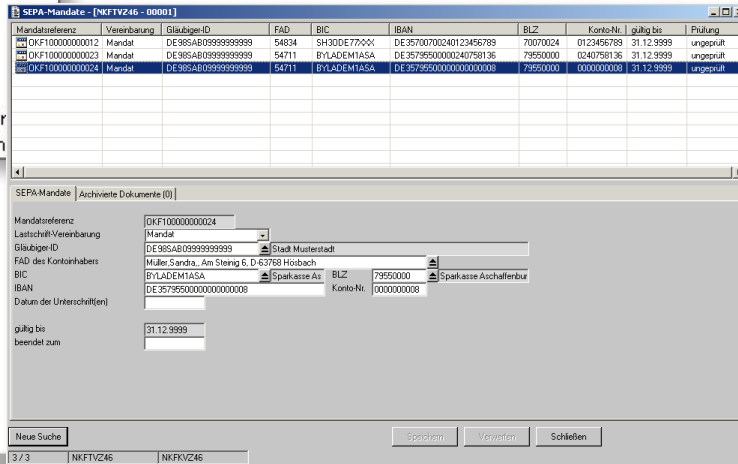 SEPA-Mandate - [NKFTVZ46 - 00001]
Mandatsreferenz Vereinbarung Gläubiger-ID FAD BIC IBAN BLZ Konto-Nr. gültig bis Prüfung
OKF100000000012 Mandat DE98SAB09999999999 54834 SH30DE77XXX DE35700700240123456789 70070024 0123456789 31.12.9999 ungeprüft
OKF100000000023 Mandat DE98SAB09999999999 54711 BYLADEM1ASA DE35795500000240758136 79550000 0240758136 31.12.9999 ungeprüft
OKF100000000024 Mandat DE98SAB09999999999 54711 BYLADEM1ASA DE35795500000000000008 79550000 0000000008 31.12.9999 ungeprüft
SEPA-Mandate Archivierte Dokumente (0)
Mandatsreferenz OKF100000000024
Lastschrift-Vereinbarung Mandat
Gläubiger-ID DE98SAB09999999999 Stadt Musterstadt
FAD des Kontoinhabers Müller,Sandra,, Am Steinig 6, D-63768 Hösbach
BIC BYLADEM1ASA Sparkasse As BLZ 79550000 Sparkasse Aschaffenbur
IBAN DE35795500000000000008 Konto-Nr. 0000000008
Datum der Unterschrift(en)
gültig bis 31.12.9999
beendet zum
Neue Suche Speichern Verwerfen Schließen
3 / 3 NKFTVZ46 NKFKVZ46